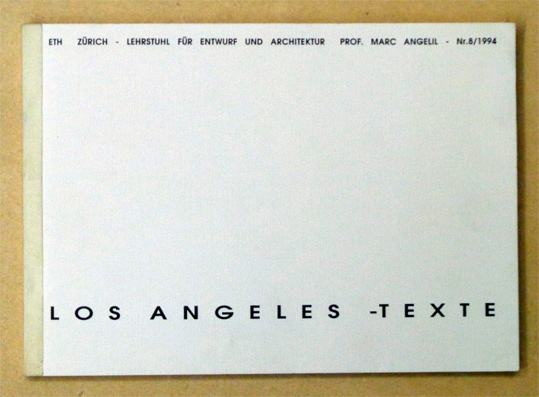 ETH ZÜRICH - LEHRSTUHL FÜR ENTWURF UND ARCHITEKTUR PROF. MARC ANGELIL - Nr.8/1994
LOS ANGELES -TEXTE